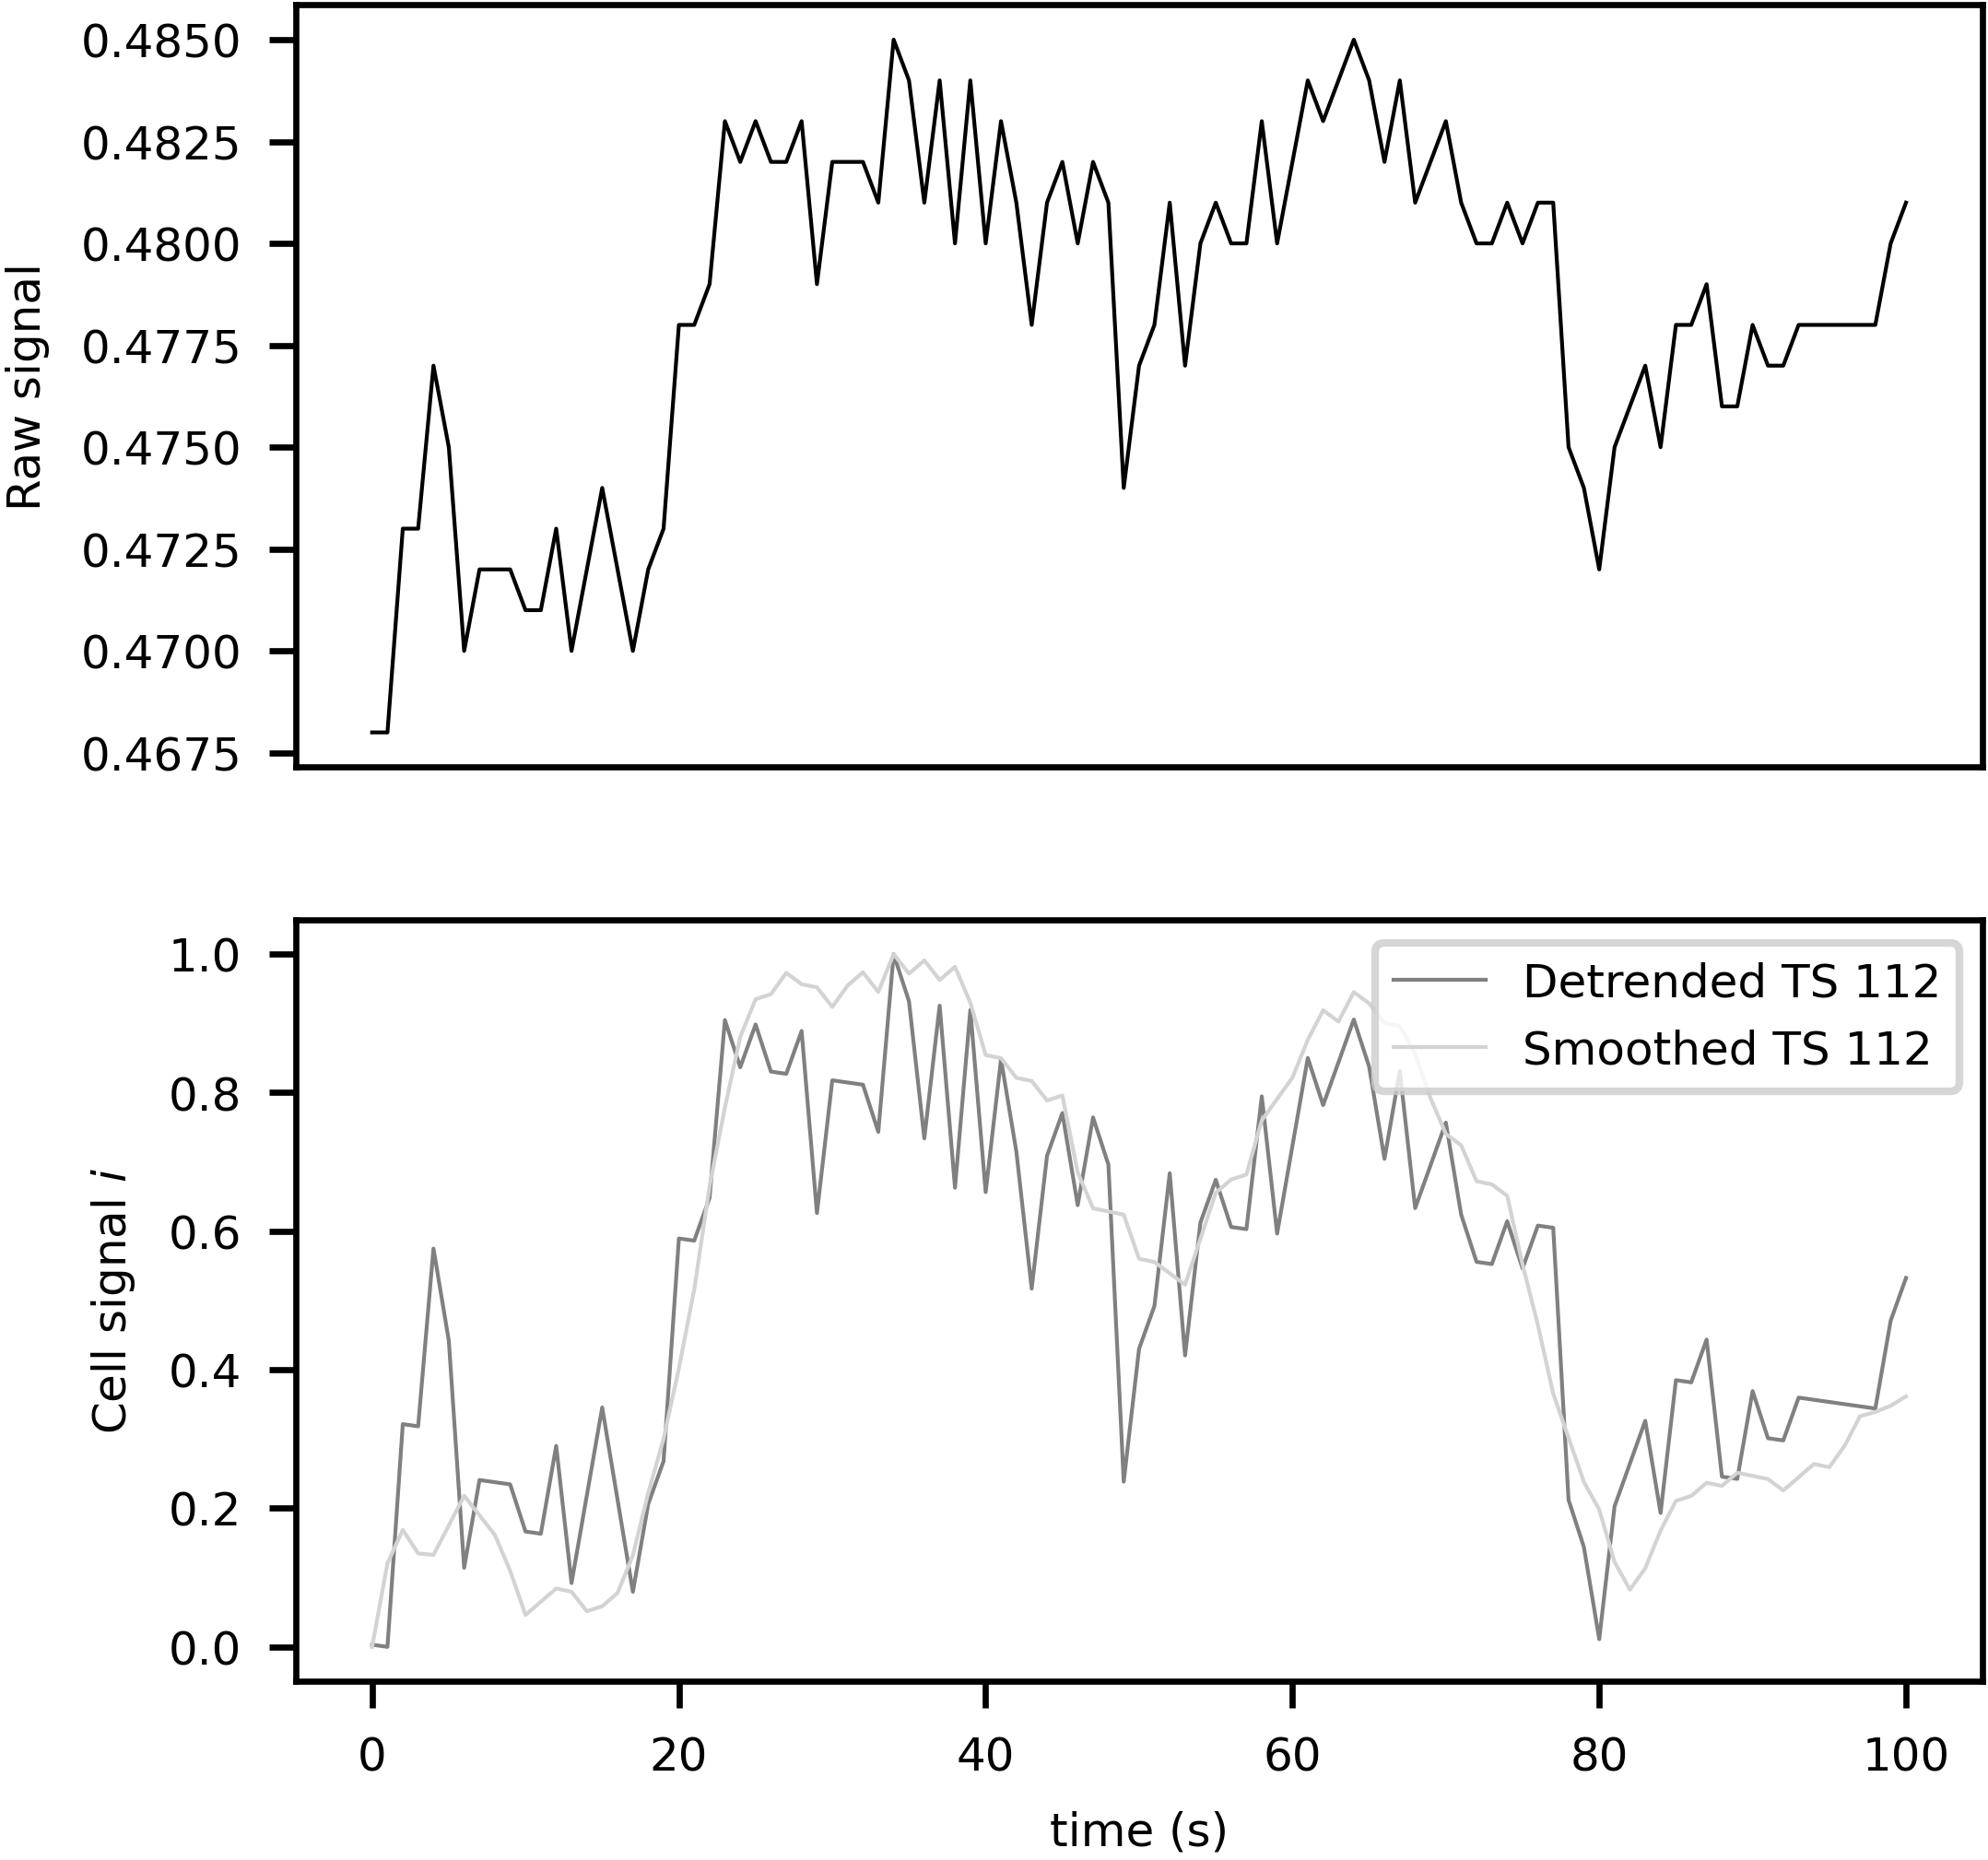 0.4850
0.4825
0.4800
0.4775
0.4750
0.4725
0.4700
0.4675
Raw signal
1.0
0.8
0.6
0.4
0.2
0.0
Cell signal i
Detrended TS 112
Smoothed TS 112
0 20 40 60 80 100
time (s)